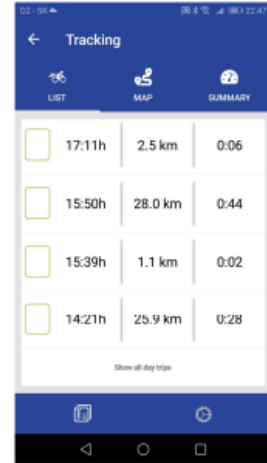 O2 - SK
22:47
Tracking
LIST MAP SUMMARY
17:11h 2.5 km 0:06
15:50h 28.0 km 0:44
15:39h 1.1 km 0:02
14:21h 25.9 km 0:28
Show all day trips